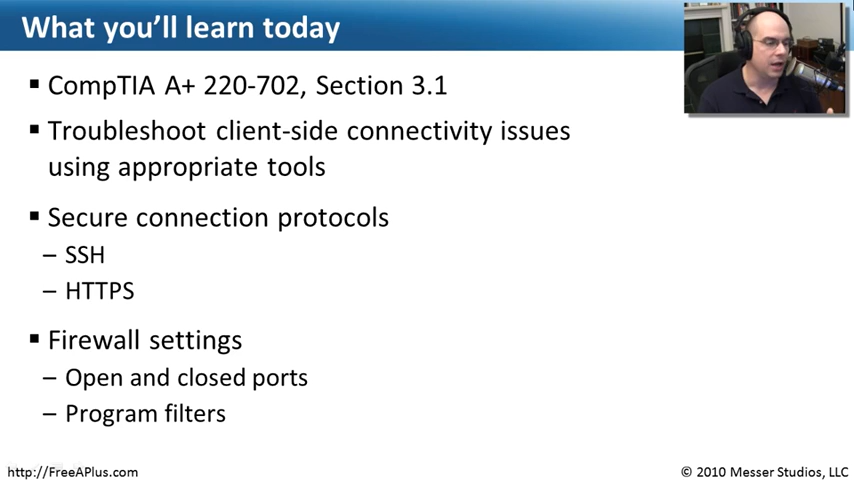 What you'll learn today
▪ CompTIA A+ 220-702, Section 3.1
▪ Troubleshoot client-side connectivity issues
using appropriate tools
▪ Secure connection protocols
– SSH
– HTTPS
▪ Firewall settings
– Open and closed ports
– Program filters
http://FreeAPlus.com
© 2010 Messer Studios, LLC